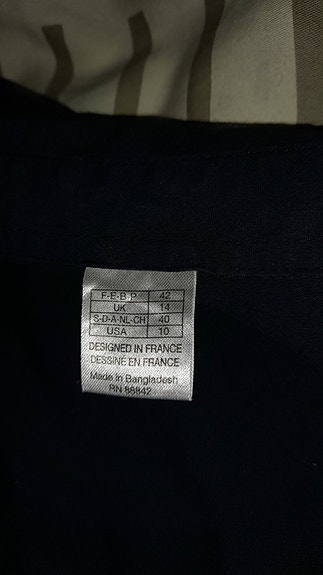 F-E-B-P 42
UK 14
S-D-A-NL-CH 40
USA 10
DESIGNED IN FRANCE
DESSINÉ EN FRANCE
Made in Bangladesh
RN 88842